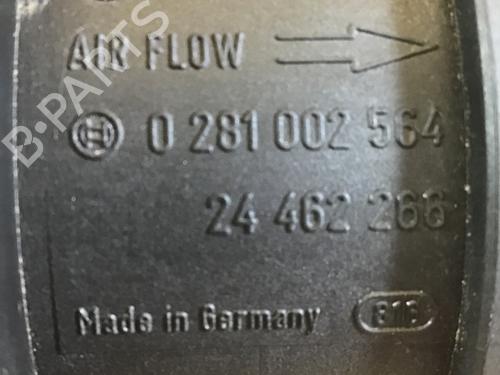 AIR FLOW
0 281 002 564
24 462 266
Made in Germany
B-PARTS